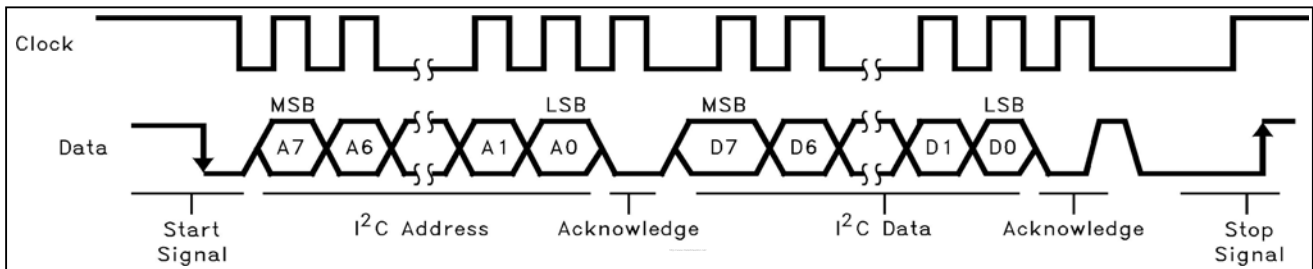 Clock
MSB LSB MSB LSB
Data A7 A6 A1 A0 D7 D6 D1 D0
Start Signal
I²C Address
Acknowledge
I²C Data
Acknowledge
Stop Signal